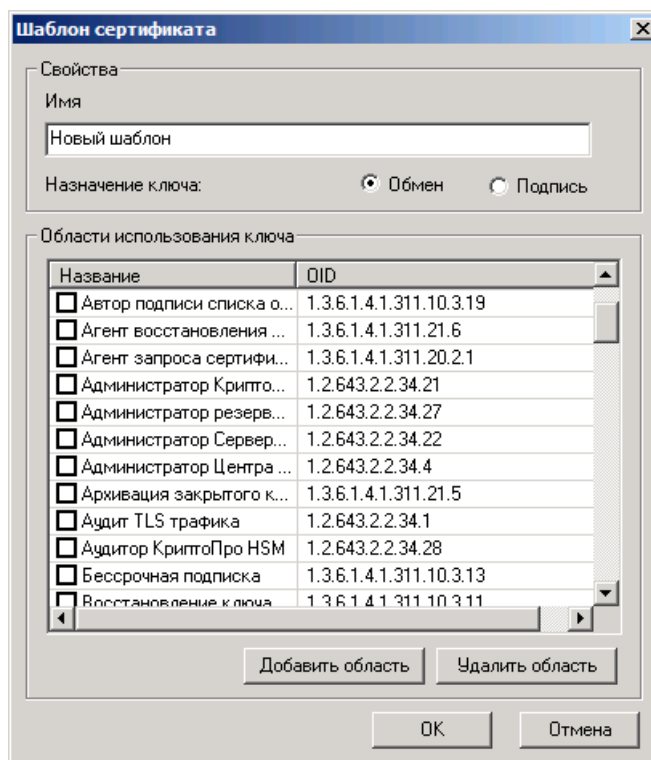 Шаблон сертификата
Свойства
Имя
Новый шаблон
Назначение ключа: Обмен Подпись
Области использования ключа
Название OID
Автор подписи списка о... 1.3.6.1.4.1.311.10.3.19
Агент восстановления ... 1.3.6.1.4.1.311.21.6
Агент запроса сертифи... 1.3.6.1.4.1.311.20.2.1
Администратор Крипто... 1.2.643.2.2.34.21
Администратор резерв... 1.2.643.2.2.34.27
Администратор Сервер... 1.2.643.2.2.34.22
Администратор Центра ... 1.2.643.2.2.34.4
Архивация закрытого к... 1.3.6.1.4.1.311.21.5
Аудит TLS трафика 1.2.643.2.2.34.1
Аудитор КриптоПро HSM 1.2.643.2.2.34.28
Бессрочная подписка 1.3.6.1.4.1.311.10.3.13
Восстановление ключа 1.3.6.1.4.1.311.10.3.11
Добавить область Удалить область
OK Отмена